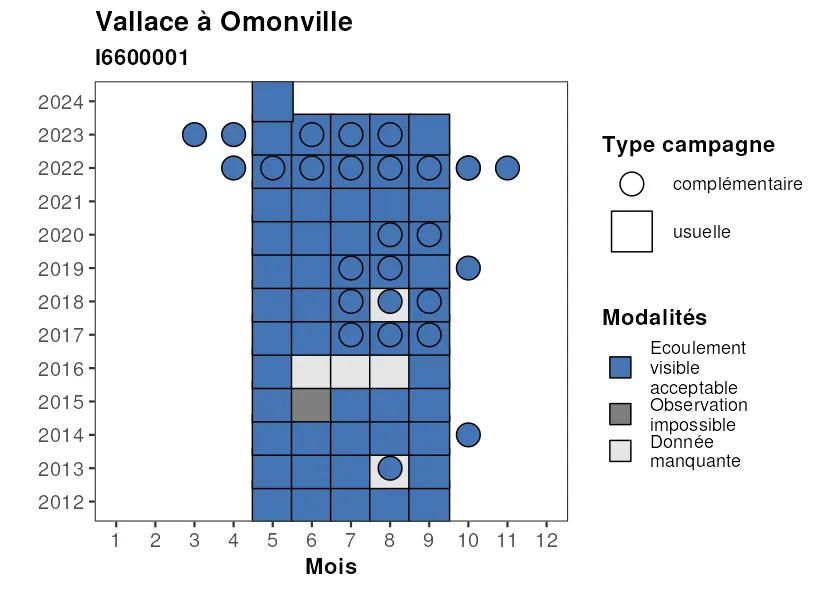 Vallace à Omonville
I6600001
2024
2023
2022
2021
2020
2019
2018
2017
2016
2015
2014
2013
2012
1 2 3 4 5 6 7 8 9 10 11 12
Mois
Type campagne
complémentaire
usuelle
Modalités
Ecoulement
visible
acceptable
Observation
impossible
Donnée
manquante